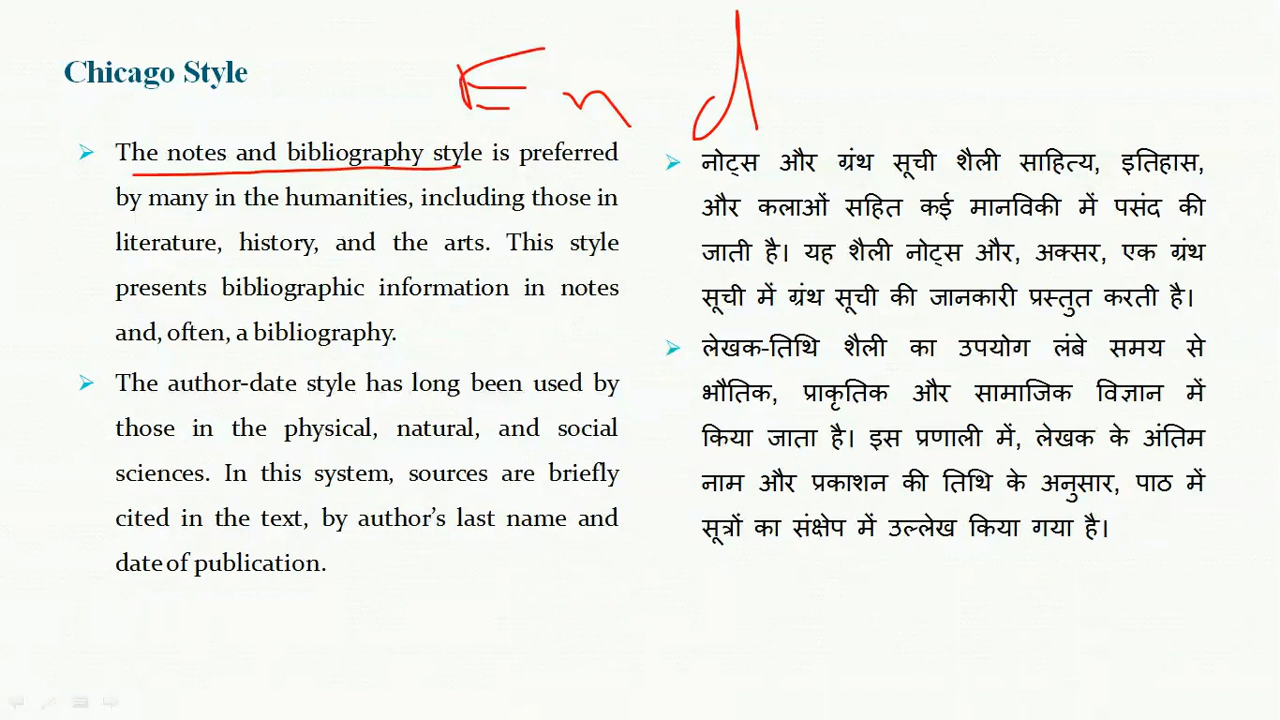 Chicago Style
End
The notes and bibliography style is preferred
by many in the humanities, including those in
literature, history, and the arts. This style
presents bibliographic information in notes
and, often, a bibliography.
The author-date style has long been used by
those in the physical, natural, and social
sciences. In this system, sources are briefly
cited in the text, by author’s last name and
date of publication.
नोट्स और ग्रंथ सूची शैली साहित्य, इतिहास,
और कलाओं सहित कई मानविकी में पसंद की
जाती है। यह शैली नोट्स और, अक्सर, एक ग्रंथ
सूची में ग्रंथ सूची की जानकारी प्रस्तुत करती है।
लेखक-तिथि शैली का उपयोग लंबे समय से
भौतिक, प्राकृतिक और सामाजिक विज्ञान में
किया जाता है। इस प्रणाली में, लेखक के अंतिम
नाम और प्रकाशन की तिथि के अनुसार, पाठ में
सूत्रों का संक्षेप में उल्लेख किया गया है।